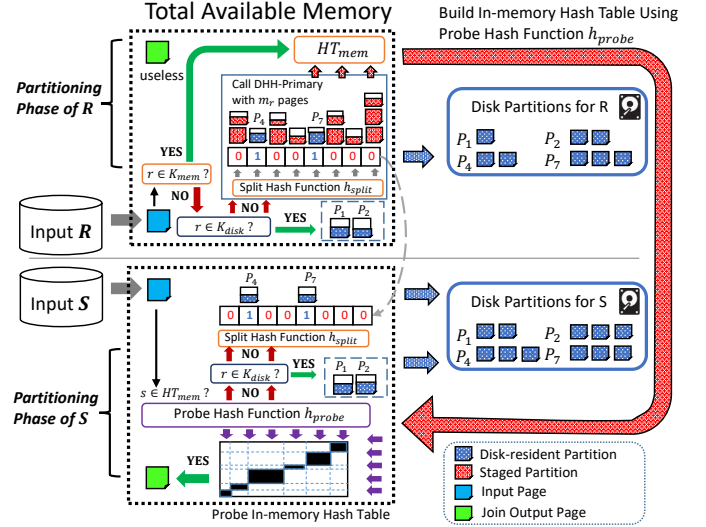 Total Available Memory
Build In-memory Hash Table Using
Probe Hash Function h_probe
useless
HT_mem
Partitioning
Phase of R
Call DHH-Primary
with m_r pages
P_4 P_7
0 1 0 0 1 0 0 0
Split Hash Function h_split
YES
r ∈ K_mem ?
NO
NO
Input R
r ∈ K_disk ?
YES
P_1 P_2
Disk Partitions for R
P_1 P_2
P_4 P_7
Input S
P_4 P_7
0 1 0 0 1 0 0 0
Split Hash Function h_split
NO
r ∈ K_disk ?
YES
P_1 P_2
NO
s ∈ HT_mem ?
Probe Hash Function h_probe
Partitioning
Phase of S
YES
Probe In-memory Hash Table
Disk Partitions for S
P_1 P_2
P_4 P_7
Disk-resident Partition
Staged Partition
Input Page
Join Output Page